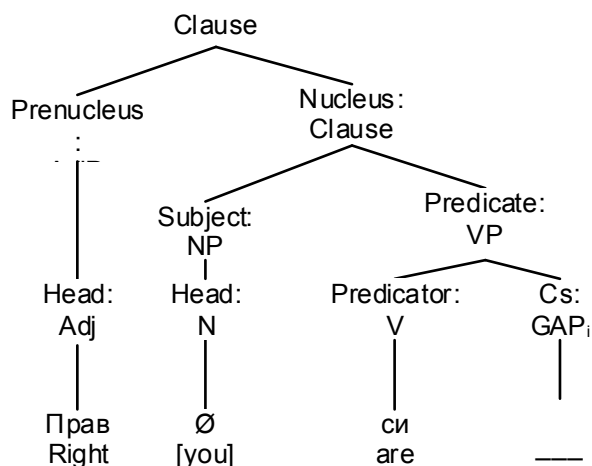 Clause
Prenucleus
:
Nucleus:
Clause
Subject:
NP
Predicate:
VP
Head:
Adj
Head:
N
Predicator:
V
Cs:
GAPi
Прав
Right
Ø
[you]
си
are
___